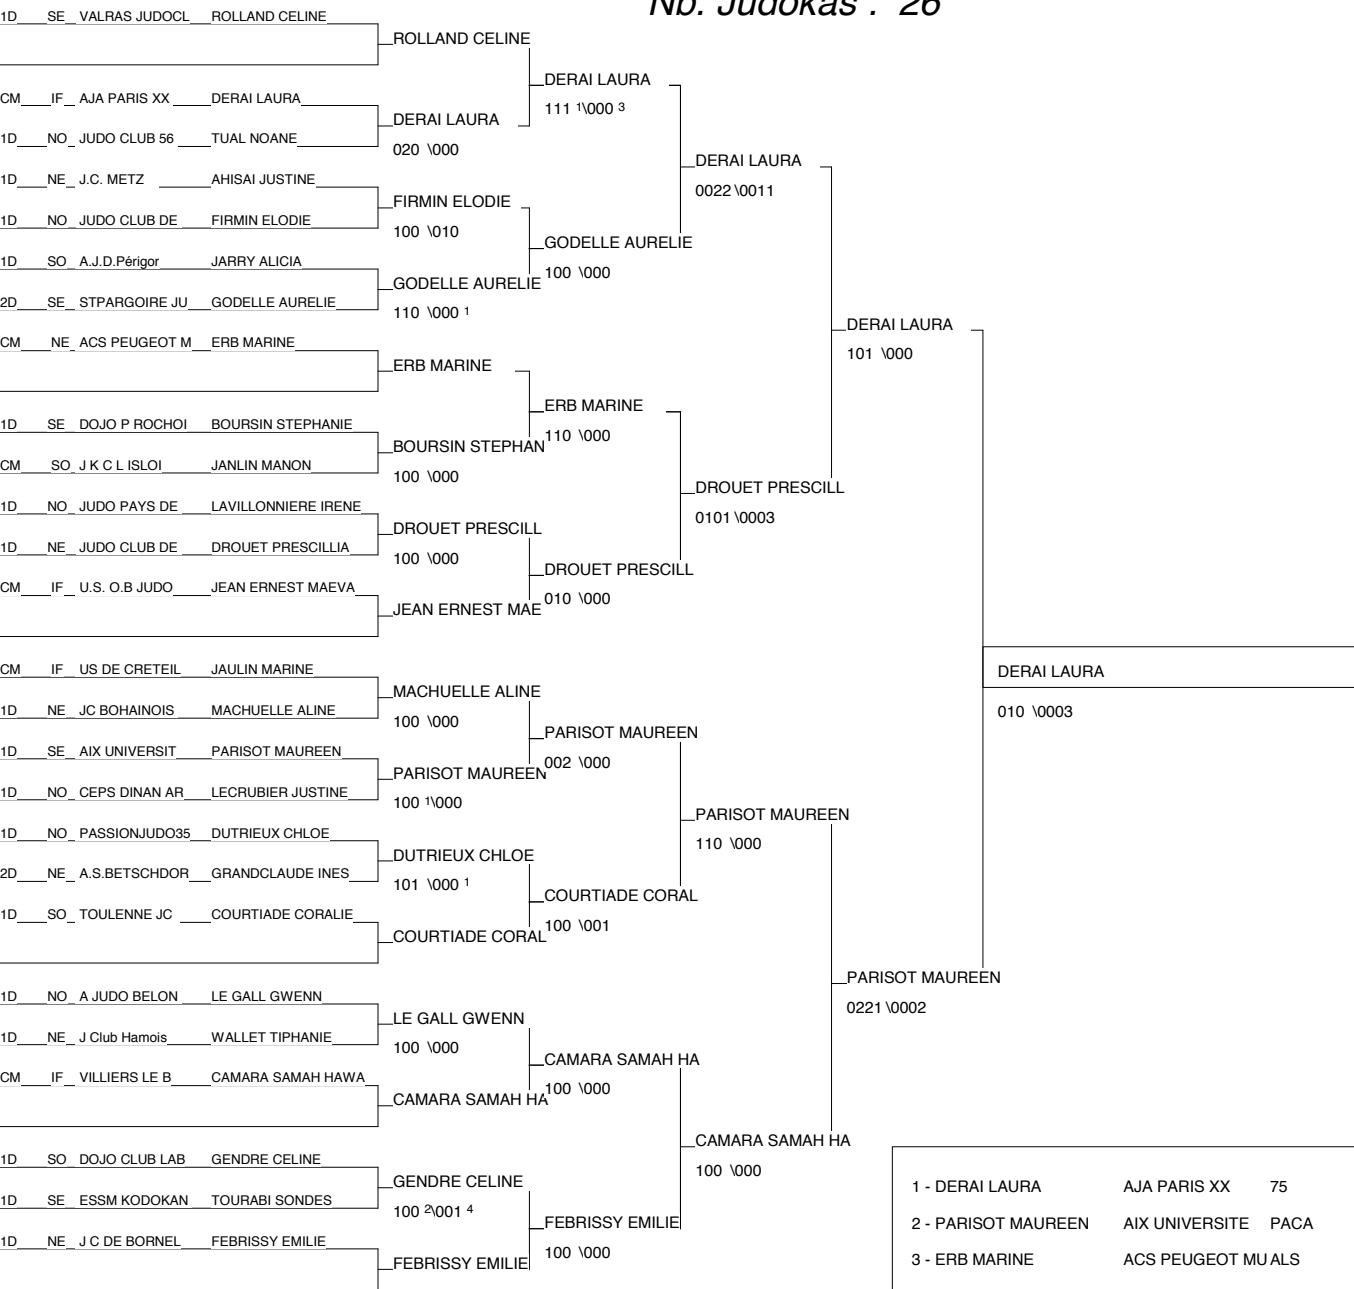 Nb. Judokas : 26
1D SE VALRAS JUDOCL ROLLAND CELINE
ROLLAND CELINE
CM IF AJA PARIS XX DERAI LAURA
1D NO JUDO CLUB 56 TUAL NOANE
DERAI LAURA
020 \000
DERAI LAURA
111 1\000 3
1D NE J.C. METZ AHISAI JUSTINE
1D NO JUDO CLUB DE FIRMIN ELODIE
FIRMIN ELODIE
100 \010
1D SO A.J.D.Périgor JARRY ALICIA
2D SE STPARGOIRE JU GODELLE AURELIE
GODELLE AURELIE
110 \000 1
GODELLE AURELIE
100 \000
DERAI LAURA
0022 \0011
CM NE ACS PEUGEOT M ERB MARINE
ERB MARINE
1D SE DOJO P ROCHOI BOURSIN STEPHANIE
CM SO J K C L ISLOI JANLIN MANON
BOURSIN STEPHAN
100 \000
ERB MARINE
110 \000
1D NO JUDO PAYS DE LAVILLONNIERE IRENE
1D NE JUDO CLUB DE DROUET PRESCILLIA
DROUET PRESCILL
100 \000
CM IF U.S. O.B JUDO JEAN ERNEST MAEVA
JEAN ERNEST MAE
DROUET PRESCILL
010 \000
DROUET PRESCILL
0101 \0003
DERAI LAURA
101 \000
CM IF US DE CRETEIL JAULIN MARINE
1D NE JC BOHAINOIS MACHUELLE ALINE
MACHUELLE ALINE
100 \000
1D SE AIX UNIVERSIT PARISOT MAUREEN
1D NO CEPS DINAN AR LECRUBIER JUSTINE
PARISOT MAUREEN
100 1\000
PARISOT MAUREEN
002 \000
1D NO PASSIONJUDO35 DUTRIEUX CHLOE
2D NE A.S.BETSCHDOR GRANDCLAUDE INES
DUTRIEUX CHLOE
101 \000 1
1D SO TOULENNE JC COURTIADE CORALIE
COURTIADE CORAL
COURTIADE CORAL
100 \001
PARISOT MAUREEN
110 \000
1D NO A JUDO BELON LE GALL GWENN
1D NE J Club Hamois WALLET TIPHANIE
LE GALL GWENN
100 \000
CM IF VILLIERS LE B CAMARA SAMAH HAWA
CAMARA SAMAH HA
CAMARA SAMAH HA
100 \000
1D SO DOJO CLUB LAB GENDRE CELINE
1D SE ESSM KODOKAN TOURABI SONDES
GENDRE CELINE
100 2\001 4
1D NE J C DE BORNEL FEBRISSY EMILIE
FEBRISSY EMILIE
FEBRISSY EMILIE
100 \000
CAMARA SAMAH HA
100 \000
PARISOT MAUREEN
0221 \0002
DERAI LAURA
010 \0003
1 - DERAI LAURA AJA PARIS XX 75
2 - PARISOT MAUREEN AIX UNIVERSITE PACA
3 - ERB MARINE ACS PEUGEOT MU ALS